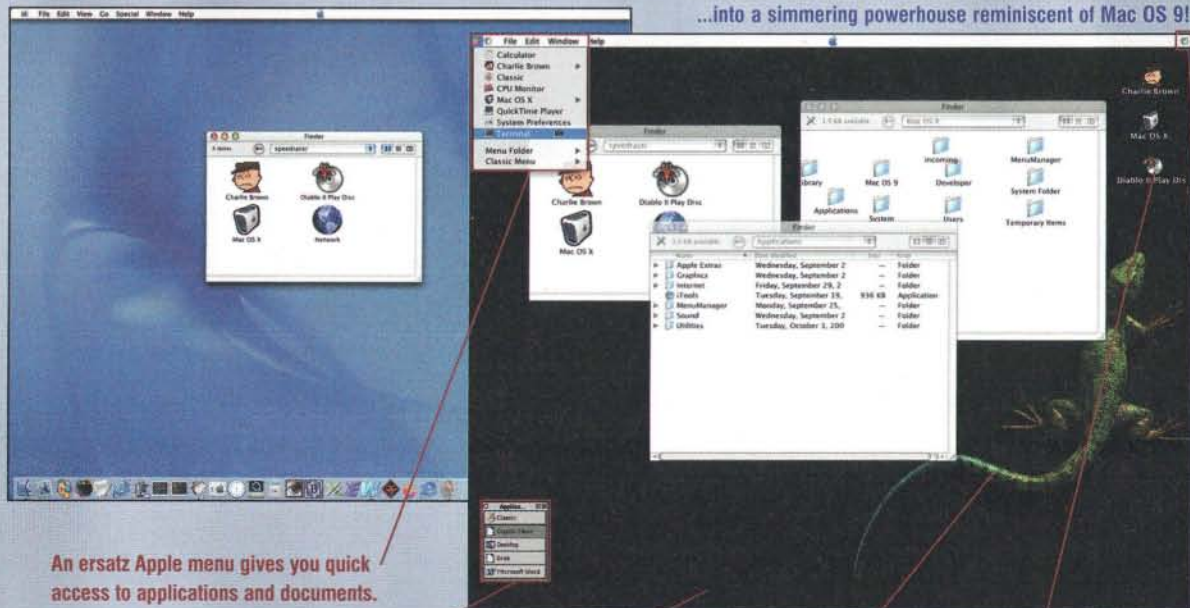 ...into a simmering powerhouse reminiscent of Mac OS 9!
File Edit View Go Special Window Help
Finder
speedracer
Charlie Brown
Diablo II Play Disc
Mac OS X
Network
File Edit Window Help
Calculator
Charlie Brown
Classic
CPU Monitor
Mac OS X
QuickTime Player
System Preferences
Terminal
Menu Folder
Classic Menu
Finder
speedracer
Charlie Brown
Diablo II Play Disc
Mac OS X
Finder
Mac OS X
Library
Mac OS 9
incoming
Developer
MenuManager
System Folder
Applications
System
Users
Temporary Items
Charlie Brown
Mac OS X
Diablo II Play Disc
Finder
Applications
Name
Apple Extras Wednesday, September 2 -- Folder
Graphics Wednesday, September 2 -- Folder
Internet Friday, September 29, 2 -- Folder
iTools Tuesday, September 19, 936 KB Application
MenuManager Monday, September 25, -- Folder
Sound Wednesday, September 2 -- Folder
Utilities Tuesday, October 3, 200 -- Folder
Classic
Desktop
Microsoft Word
An ersatz Apple menu gives you quick
access to applications and documents.